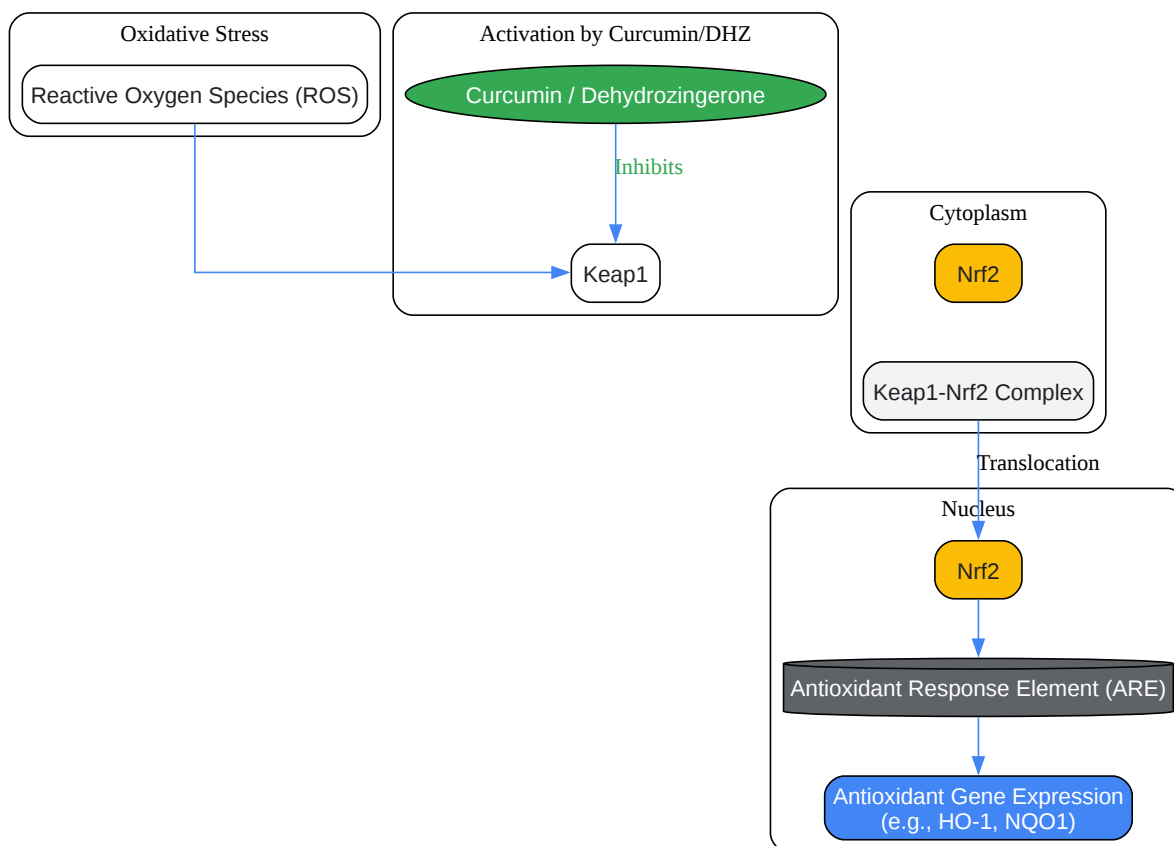 Oxidative Stress
Reactive Oxygen Species (ROS)
Activation by Curcumin/DHZ
Curcumin / Dehydrozingerone
Inhibits
Keap1
Cytoplasm
Nrf2
Keap1-Nrf2 Complex
Translocation
Nucleus
Nrf2
Antioxidant Response Element (ARE)
Antioxidant Gene Expression
(e.g., HO-1, NQO1)